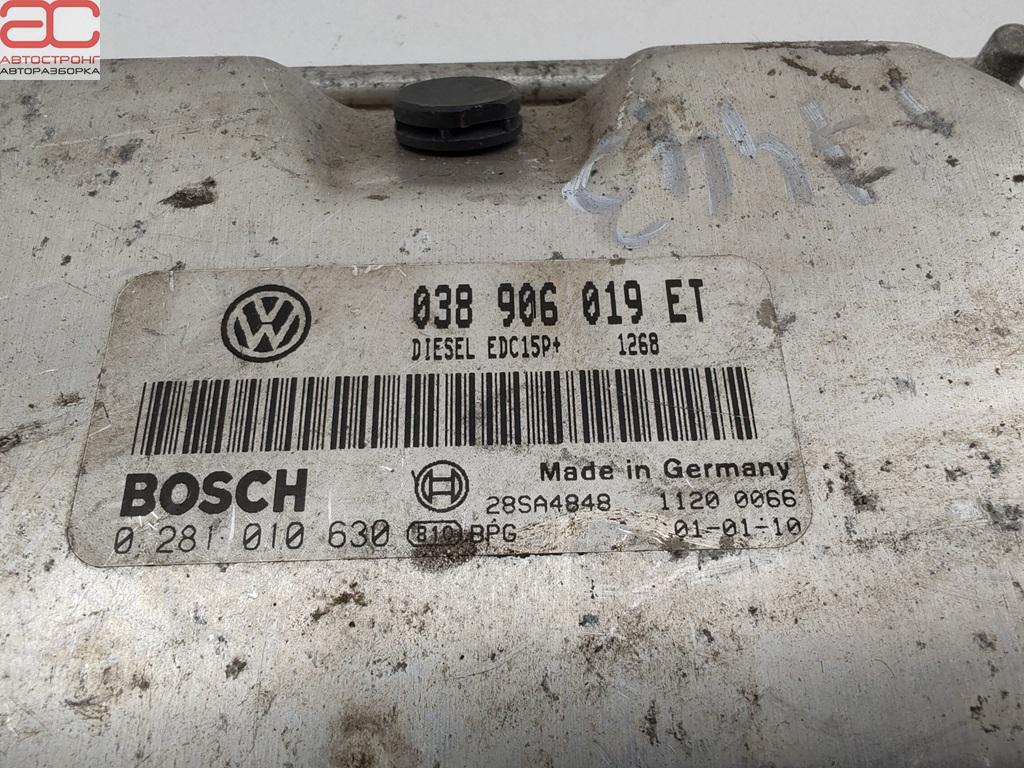 АС
АВТОСТРОНГ
АВТОРАЗБОРКА
038 906 019 ET
DIESEL EDC15P+ 1268
BOSCH
Made in Germany
28SA4848 1120 0066
0 281 010 630 810 BPG 01-01-10